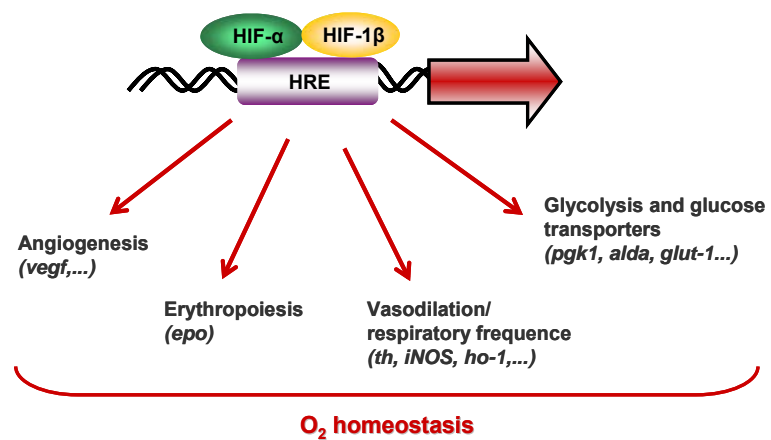 HIF-α
HIF-1β
HRE
Angiogenesis
(vegf,...)
Erythropoiesis
(epo)
Vasodilation/
respiratory frequence
(th, iNOS, ho-1,...)
Glycolysis and glucose
transporters
(pgk1, alda, glut-1...)
O₂ homeostasis